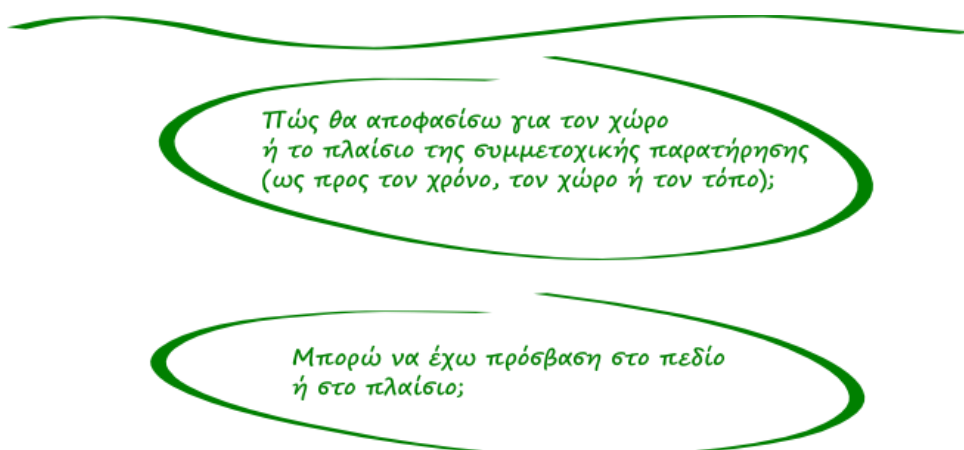 Πώς θα αποφασίσω για τον χώρο
ή το πλαίσιο της συμμετοχικής παρατήρησης
(ως προς τον χρόνο, τον χώρο ή τον τόπο);
Μπορώ να έχω πρόσβαση στο πεδίο
ή στο πλαίσιο;